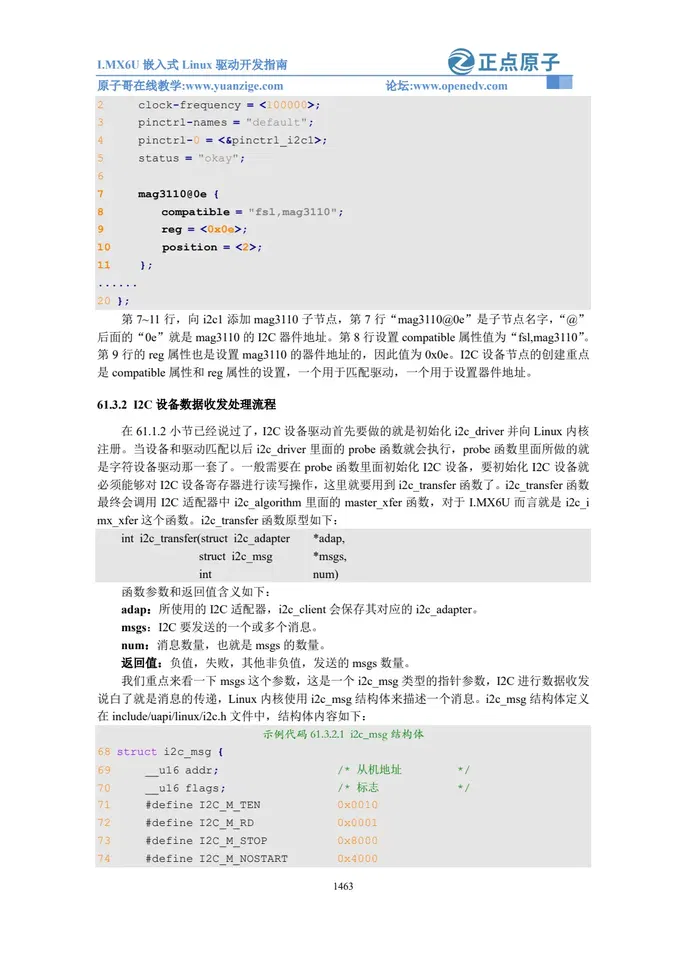 I.MX6U 嵌入式 Linux 驱动开发指南
正点原子
原子哥在线教学:www.yuanzige.com 论坛:www.openedv.com
2 clock-frequency = <100000>;
3 pinctrl-names = "default";
4 pinctrl-0 = <&pinctrl_i2c1>;
5 status = "okay";
6
7 mag3110@0e {
8 compatible = "fsl,mag3110";
9 reg = <0x0e>;
10 position = <2>;
11 };
......
20 };
第 7~11 行，向 i2c1 添加 mag3110 子节点，第 7 行“mag3110@0e”是子节点名字，“@”
后面的“0e”就是 mag3110 的 I2C 器件地址。第 8 行设置 compatible 属性值为“fsl,mag3110”。
第 9 行的 reg 属性也是设置 mag3110 的器件地址的，因此值为 0x0e。I2C 设备节点的创建重点
是 compatible 属性和 reg 属性的设置，一个用于匹配驱动，一个用于设置器件地址。
61.3.2 I2C 设备数据收发处理流程
在 61.1.2 小节已经说过了，I2C 设备驱动首先要做的就是初始化 i2c_driver 并向 Linux 内核
注册。当设备和驱动匹配以后 i2c_driver 里面的 probe 函数就会执行，probe 函数里面所做的就
是字符设备驱动那一套了。一般需要在 probe 函数里面初始化 I2C 设备，要初始化 I2C 设备就
必须能够对 I2C 设备寄存器进行读写操作，这里就要用到 i2c_transfer 函数了。i2c_transfer 函数
最终会调用 I2C 适配器中 i2c_algorithm 里面的 master_xfer 函数，对于 I.MX6U 而言就是 i2c_i
mx_xfer 这个函数。i2c_transfer 函数原型如下：
int i2c_transfer(struct i2c_adapter *adap,
struct i2c_msg *msgs,
int num)
函数参数和返回值含义如下：
adap：所使用的 I2C 适配器，i2c_client 会保存其对应的 i2c_adapter。
msgs：I2C 要发送的一个或多个消息。
num：消息数量，也就是 msgs 的数量。
返回值：负值，失败，其他非负值，发送的 msgs 数量。
我们重点来看一下 msgs 这个参数，这是一个 i2c_msg 类型的指针参数，I2C 进行数据收发
说白了就是消息的传递，Linux 内核使用 i2c_msg 结构体来描述一个消息。i2c_msg 结构体定义
在 include/uapi/linux/i2c.h 文件中，结构体内容如下：
示例代码 61.3.2.1 i2c_msg 结构体
68 struct i2c_msg {
69 __u16 addr; /* 从机地址 */
70 __u16 flags; /* 标志 */
71 #define I2C_M_TEN 0x0010
72 #define I2C_M_RD 0x0001
73 #define I2C_M_STOP 0x8000
74 #define I2C_M_NOSTART 0x4000
1463